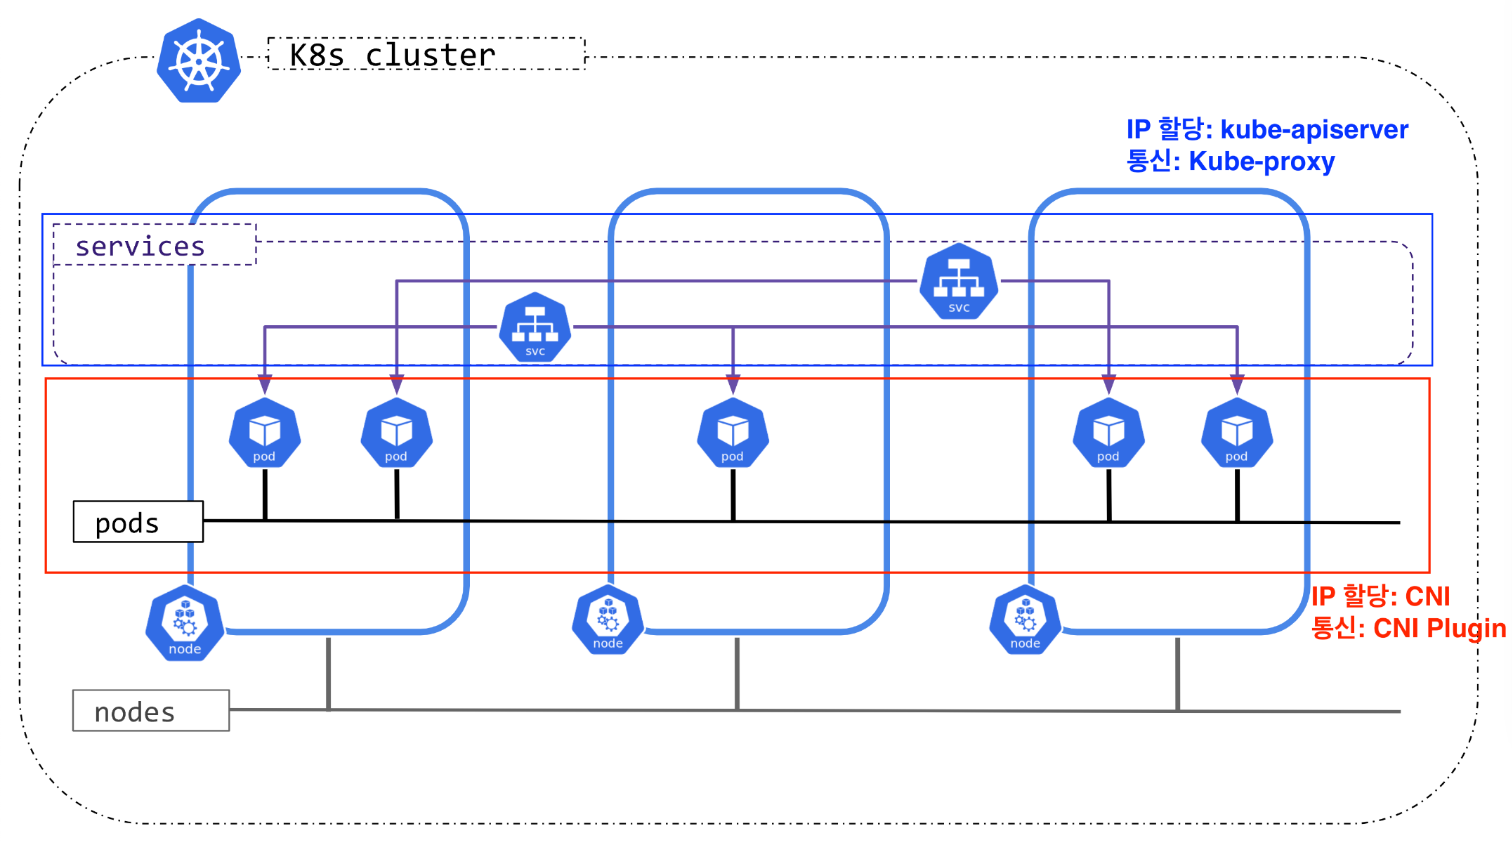 K8s cluster
IP 할당: kube-apiserver
통신: Kube-proxy
services
svc
svc
pod
pod
pod
pod
pod
pods
IP 할당: CNI
통신: CNI Plugin
node
node
node
nodes